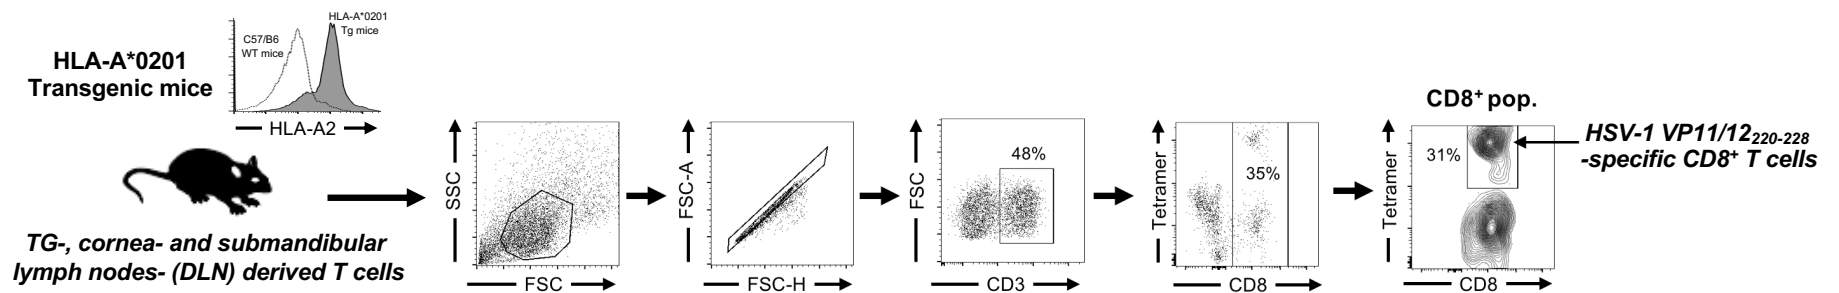 HLA-A*0201
Transgenic mice
C57/B6
WT mice
HLA-A*0201
Tg mice
HLA-A2
TG-, cornea- and submandibular
lymph nodes- (DLN) derived T cells
SSC
FSC
FSC-A
FSC-H
FSC
48%
CD3
Tetramer
35%
CD8
CD8+ pop.
Tetramer
31%
CD8
HSV-1 VP11/12220-228
-specific CD8+ T cells